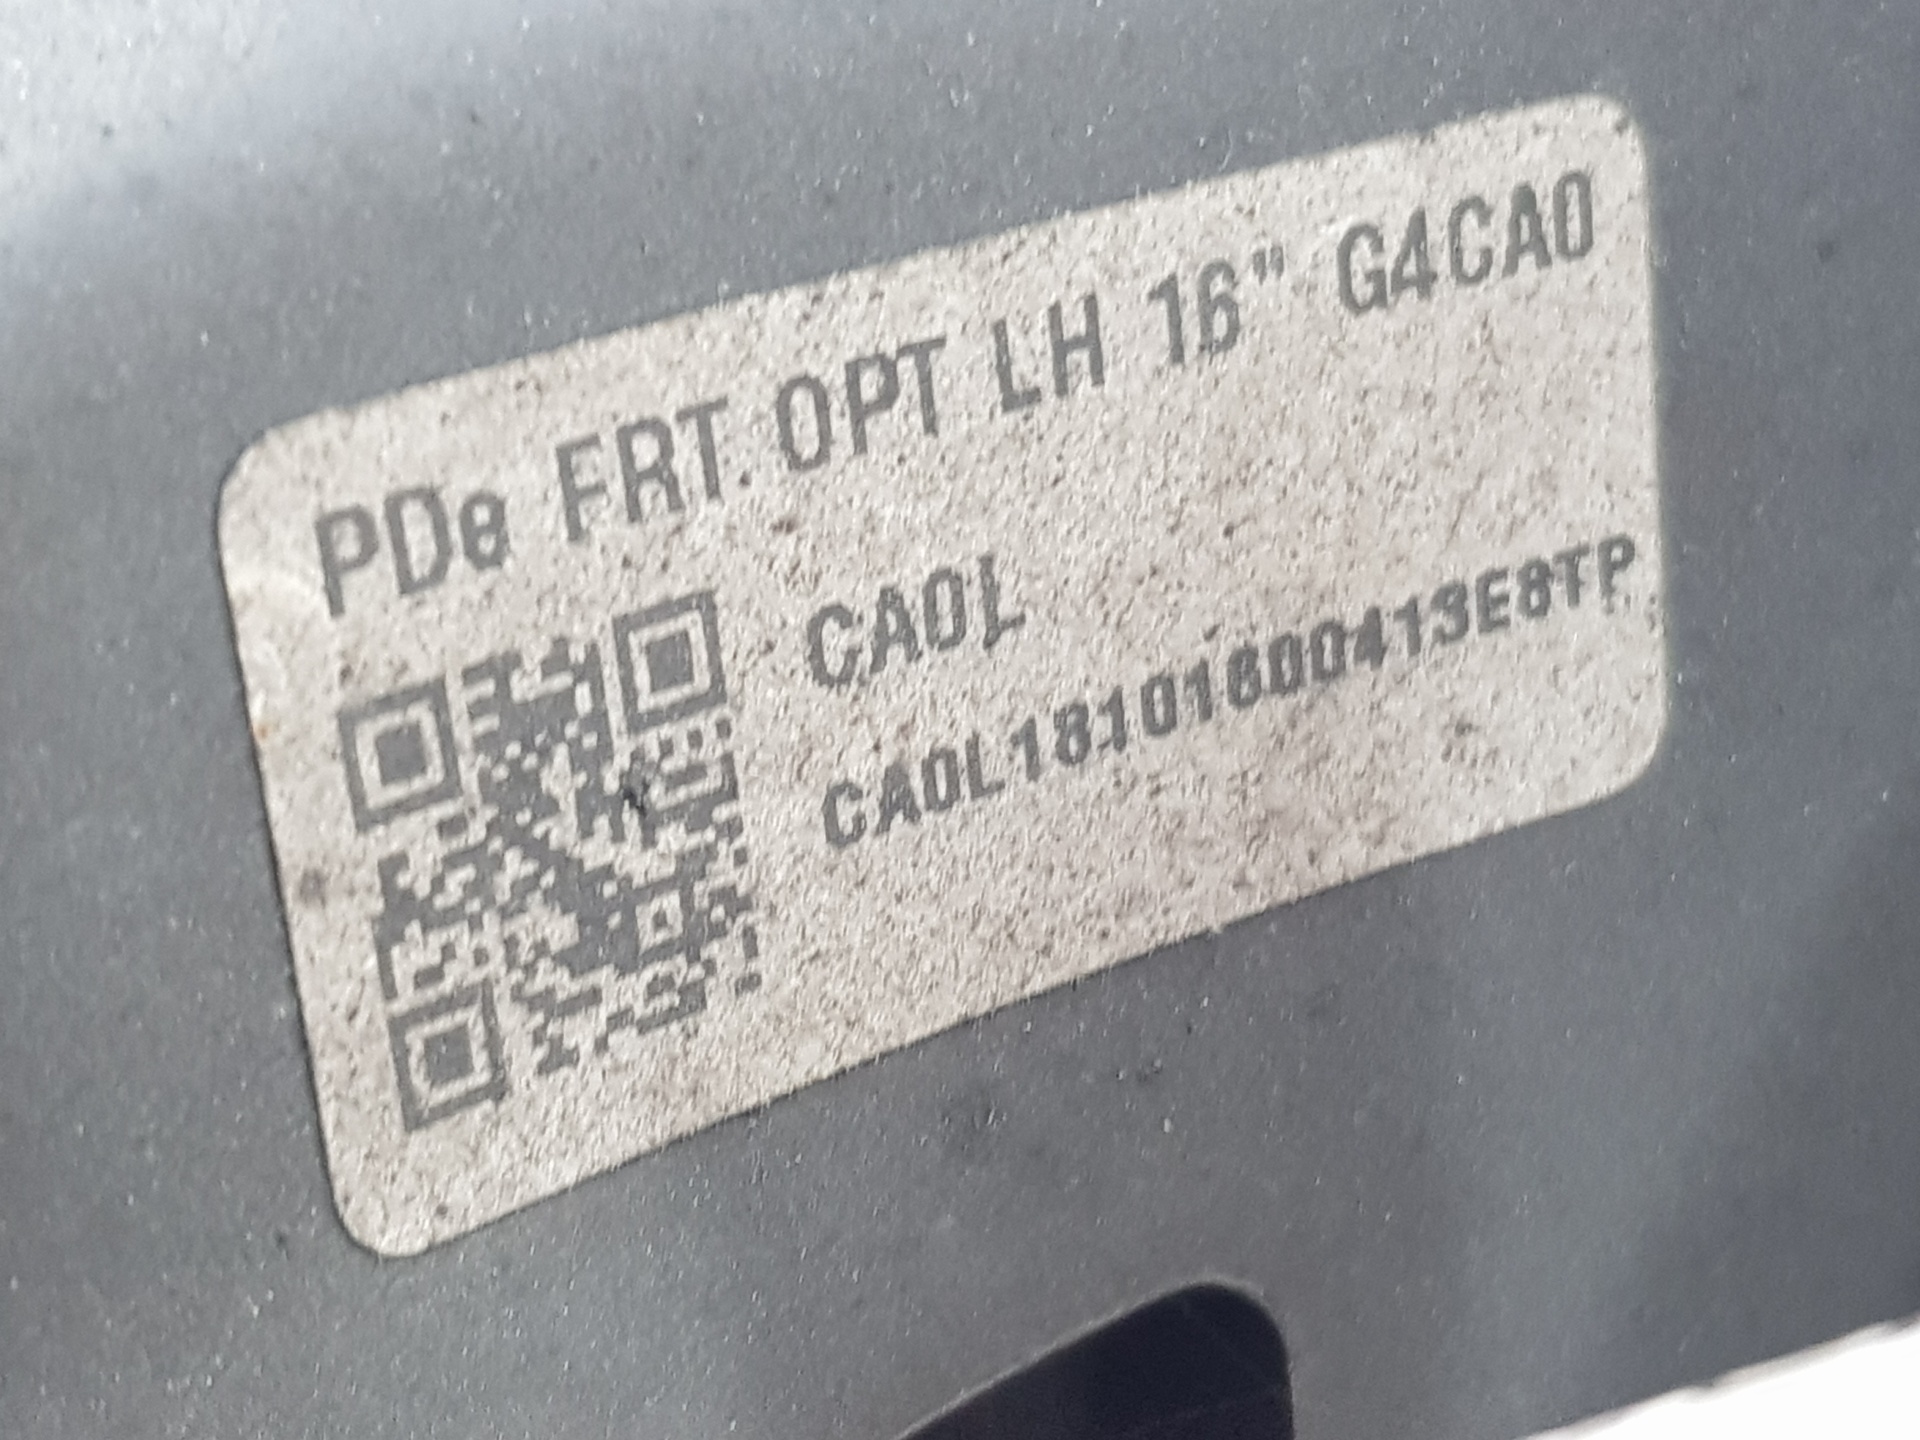 PDe FRT OPT LH 16" G4CA0
CA0L
CA0L18101600413E8TP